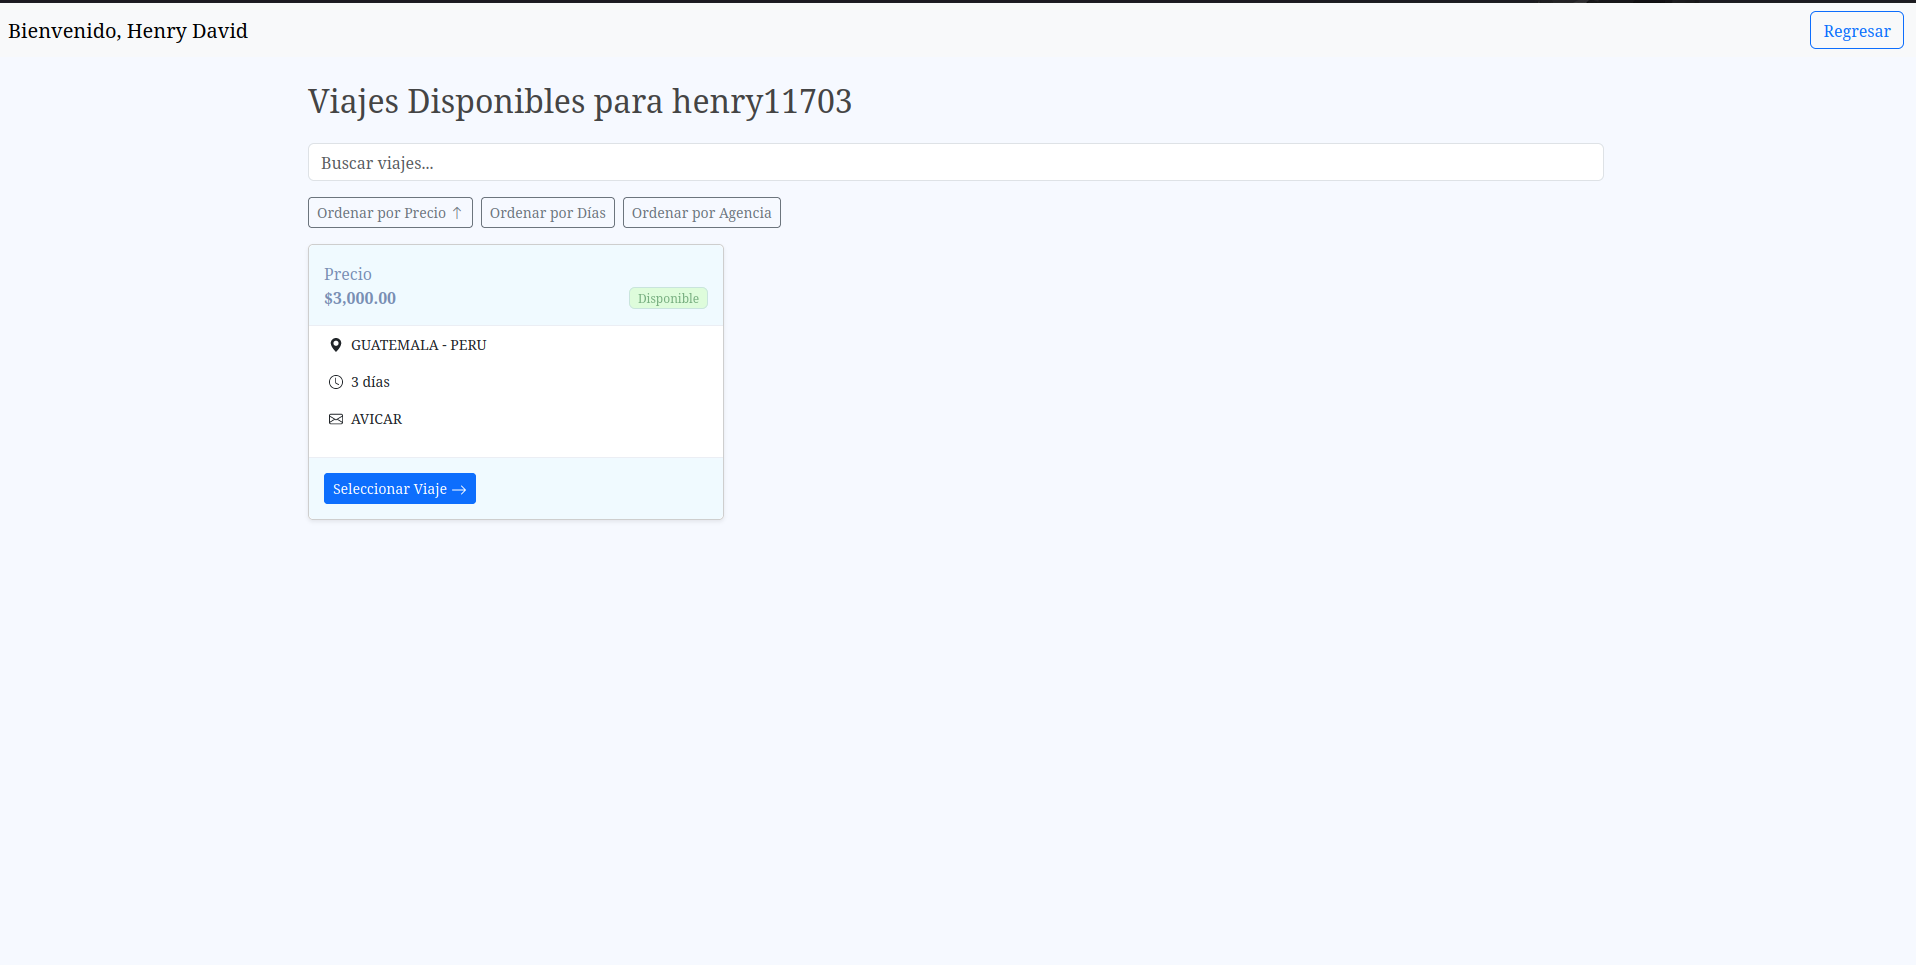 Bienvenido, Henry David
Regresar
Viajes Disponibles para henry11703
Buscar viajes...
Ordenar por Precio ↑
Ordenar por Días
Ordenar por Agencia
Precio
$3,000.00
Disponible
GUATEMALA - PERU
3 días
AVICAR
Seleccionar Viaje →